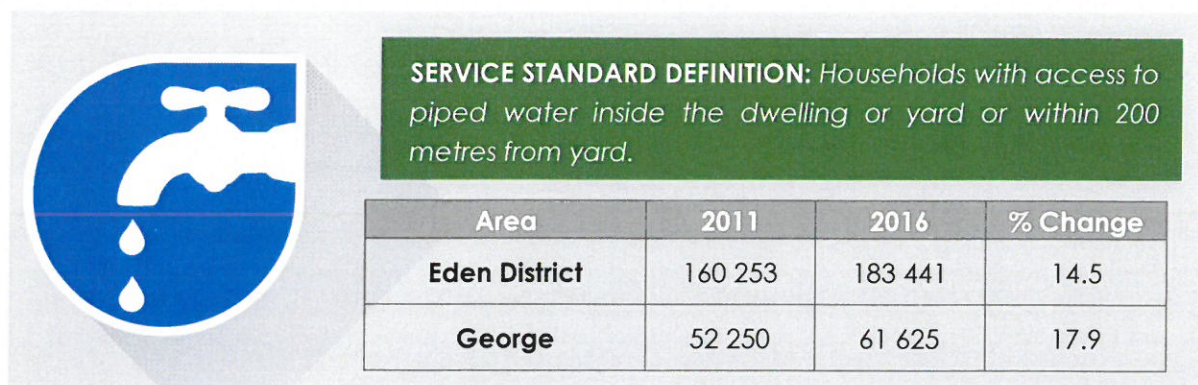 SERVICE STANDARD DEFINITION: Households with access to
piped water inside the dwelling or yard or within 200
metres from yard.
Area 2011 2016 % Change
Eden District 160 253 183 441 14.5
George 52 250 61 625 17.9